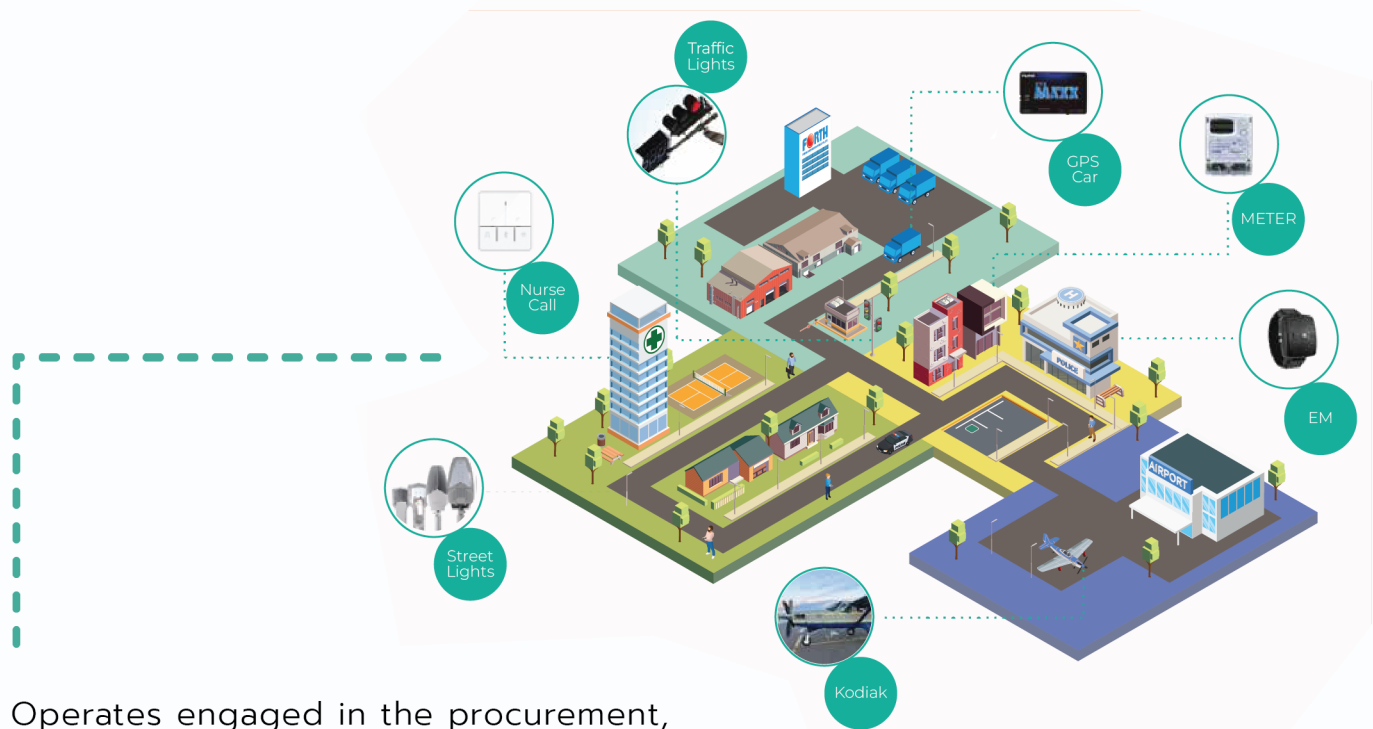 Traffic
Lights
MAXX
GPS
Car
FORTH
METER
Nurse
Call
POLICE
EM
AIRPORT
Street
Lights
Kodiak
Operates engaged in the procurement,